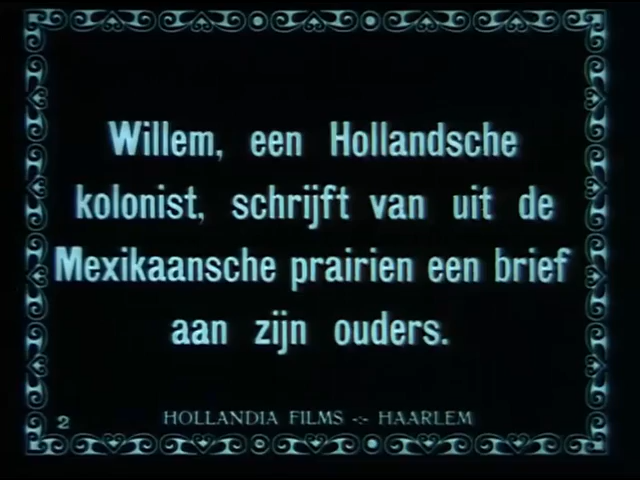 Willem, een Hollandsche
kolonist, schrijft van uit de
Mexikaansche prairien een brief
aan zijn ouders.
2
HOLLANDIA FILMS -:- HAARLEM